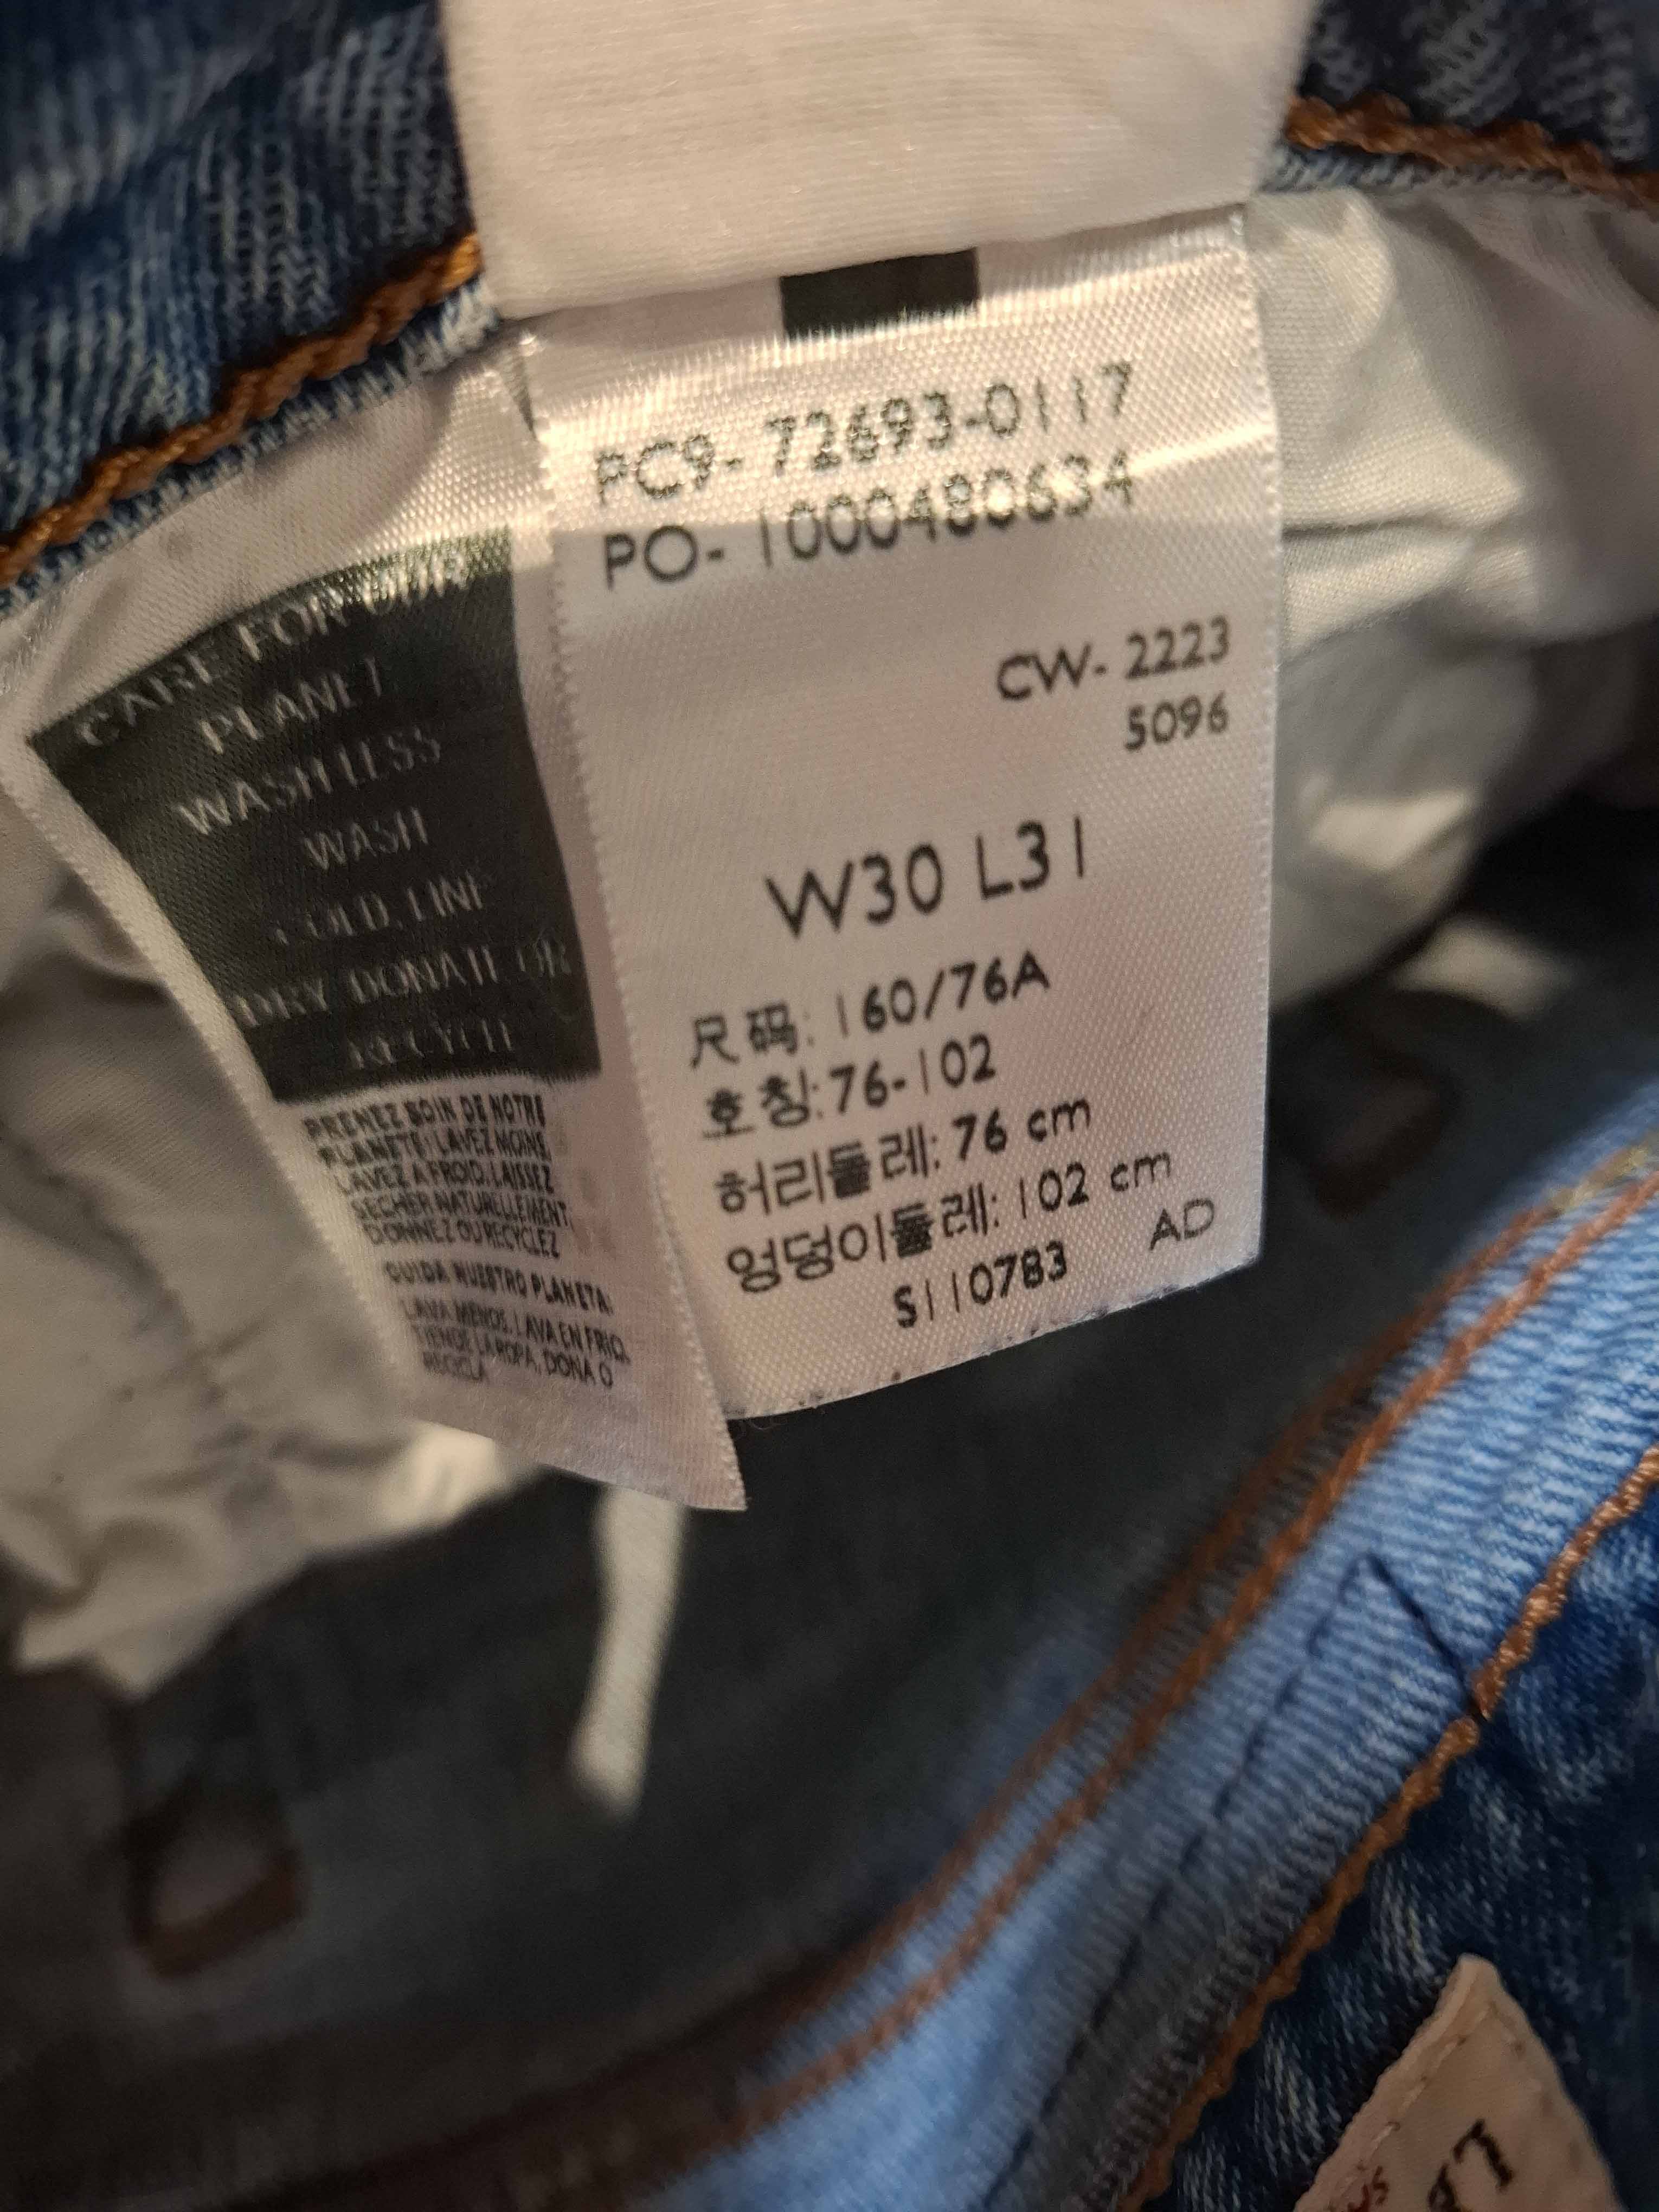 PC9- 72693-0117
PO- 1000480634
CW- 2223
5096
W30 L31
尺码: 160/76A
호칭: 76-102
허리둘레: 76 cm
엉덩이둘레: 102 cm
AD
S110783
CARE FOR OUR
PLANET
WASH LESS
WASH
COLD, LINE
DRY DONATE OR
RECYCLE
PRENEZ SOIN DE NOTRE
PLANÈTE: LAVEZ MOINS,
LAVEZ A FROID, LAISSEZ
SECHER NATURELLEMENT,
DONNEZ OU RECYCLEZ
CUIDA NUESTRO PLANETA:
LAVA MENOS, LAVA EN FRIO,
TIENDE LA ROPA, DONA O
RECICLA